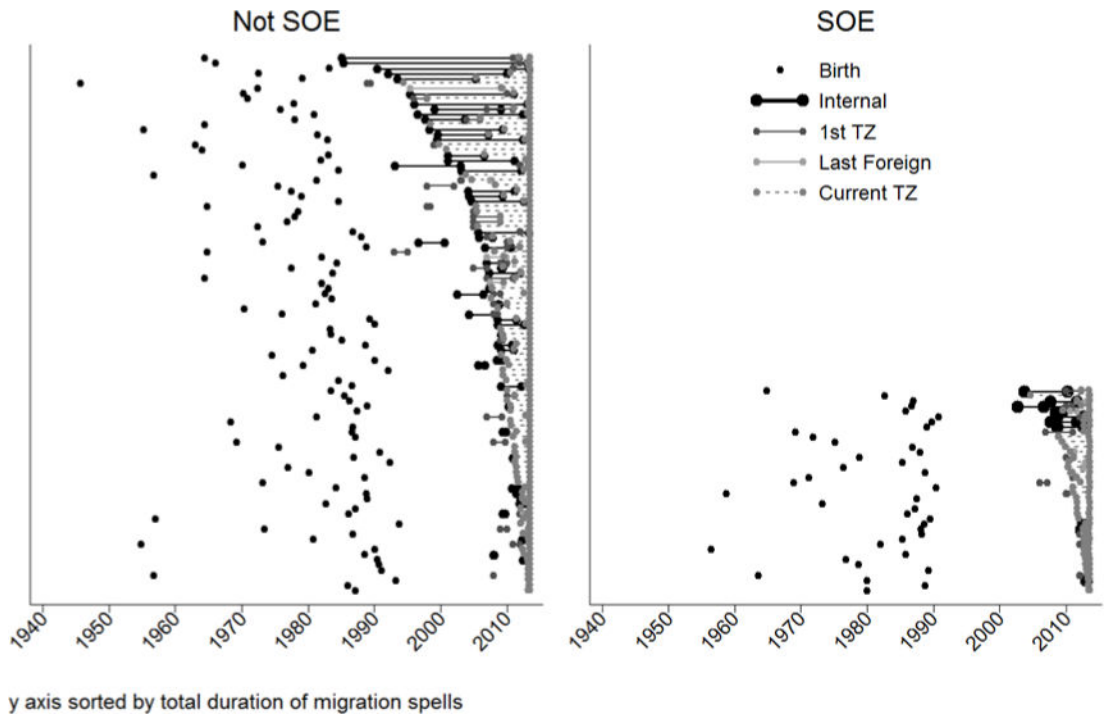 Not SOE
SOE
Birth
Internal
1st TZ
Last Foreign
Current TZ
1940 1950 1960 1970 1980 1990 2000 2010
1940 1950 1960 1970 1980 1990 2000 2010
y axis sorted by total duration of migration spells